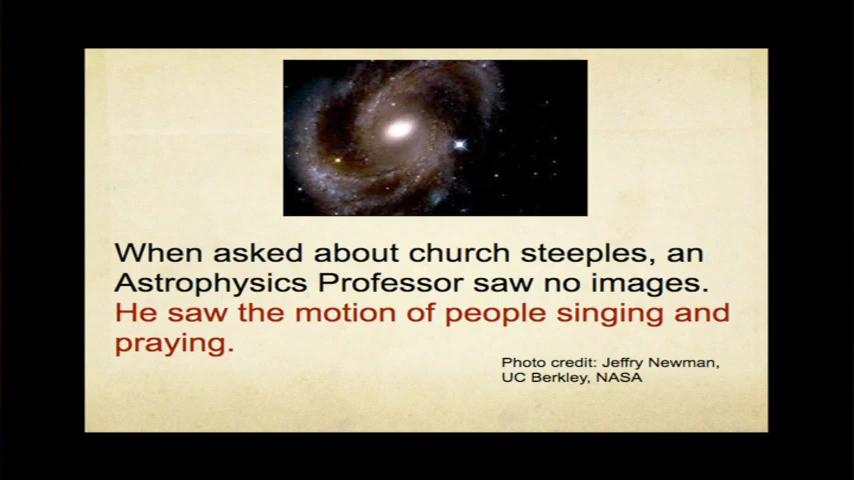 When asked about church steeples, an
Astrophysics Professor saw no images.
He saw the motion of people singing and
praying.
Photo credit: Jeffry Newman,
UC Berkley, NASA